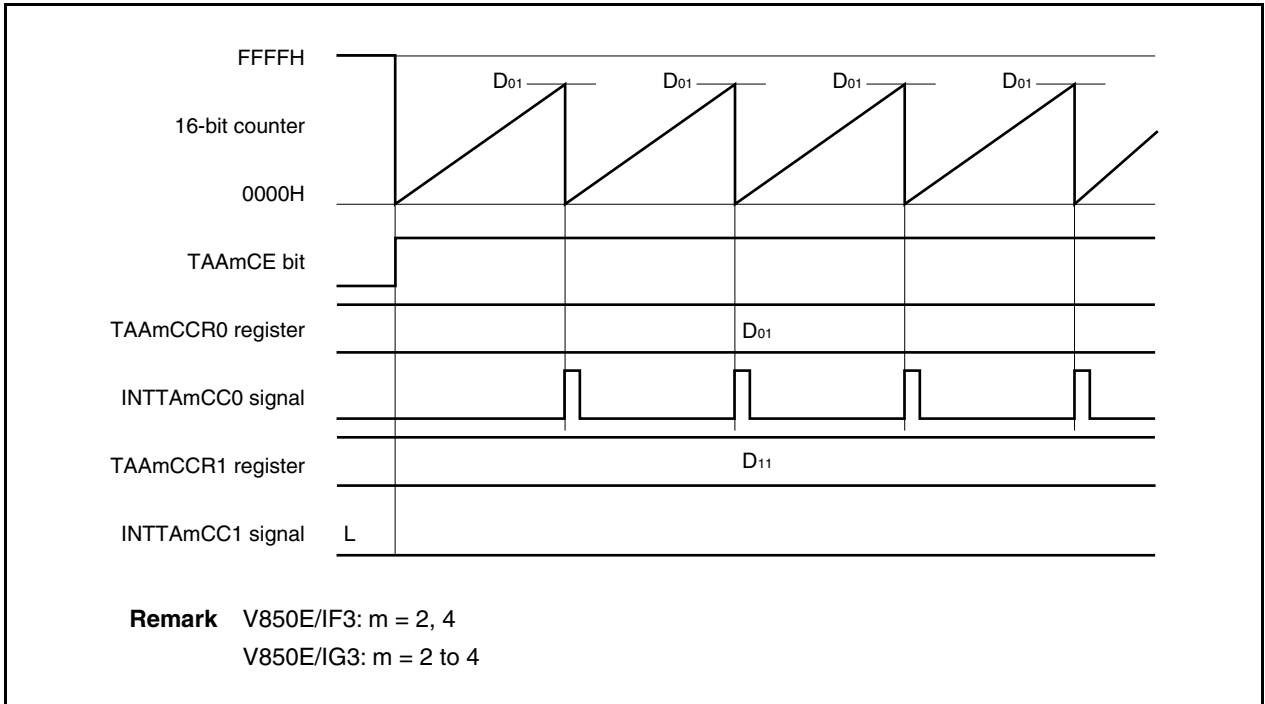 FFFFH
D01 D01 D01 D01
16-bit counter
0000H
TAAmCE bit
TAAmCCR0 register D01
INTTAmCC0 signal
TAAmCCR1 register D11
INTTAmCC1 signal L
Remark V850E/IF3: m = 2, 4
V850E/IG3: m = 2 to 4